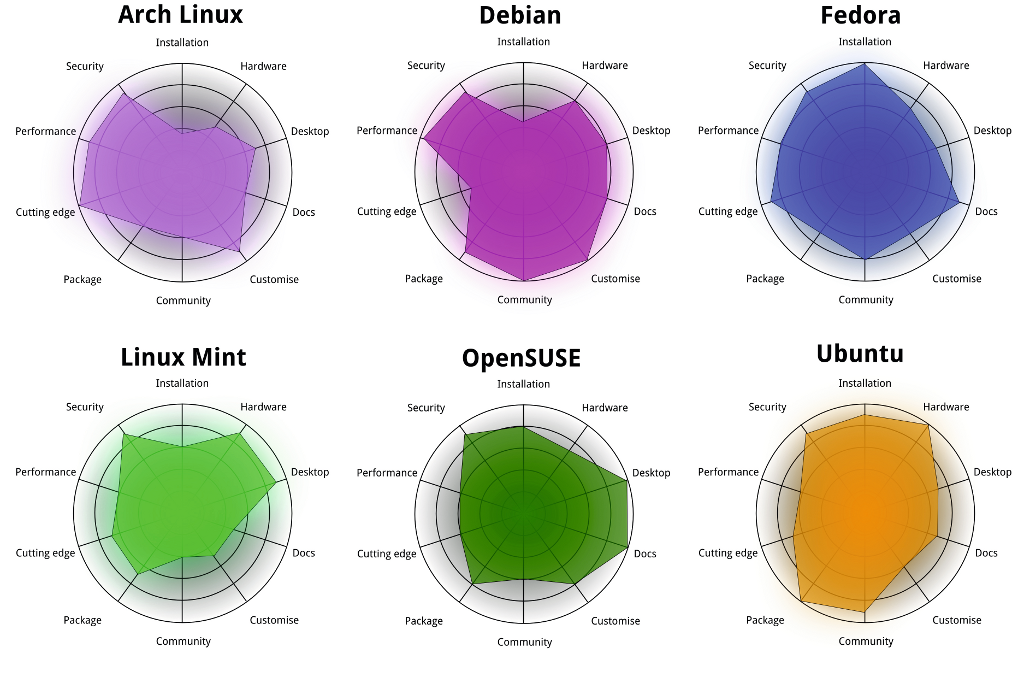 Arch Linux
Debian
Fedora
Installation
Installation
Installation
Security
Hardware
Security
Hardware
Security
Hardware
Performance
Desktop
Performance
Desktop
Performance
Desktop
Cutting edge
Docs
Cutting edge
Docs
Cutting edge
Docs
Package
Customise
Package
Customise
Package
Customise
Community
Community
Community
Linux Mint
OpenSUSE
Ubuntu
Installation
Installation
Installation
Security
Hardware
Security
Hardware
Security
Hardware
Performance
Desktop
Performance
Desktop
Performance
Desktop
Cutting edge
Docs
Cutting edge
Docs
Cutting edge
Docs
Package
Customise
Package
Customise
Package
Customise
Community
Community
Community